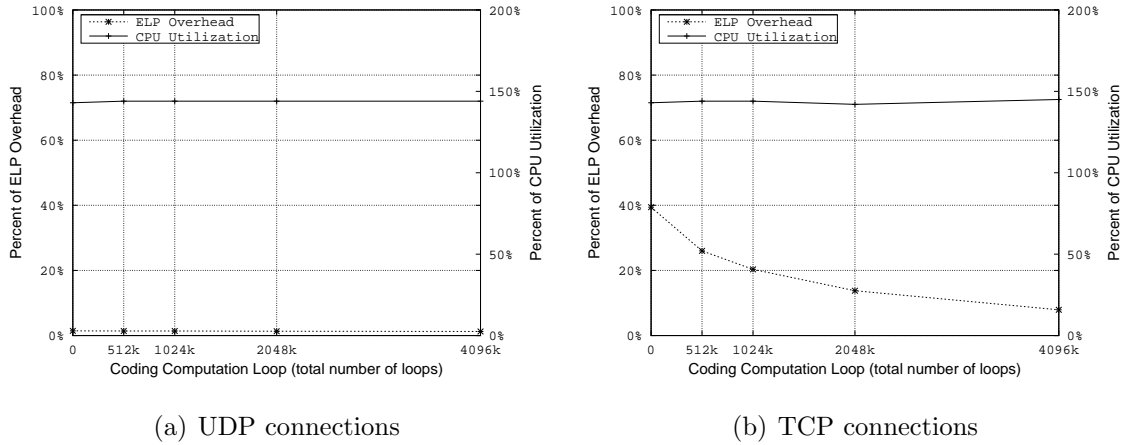 100%
80%
60%
40%
20%
0%
Percent of ELP Overhead
ELP Overhead
CPU Utilization
200%
150%
100%
50%
0%
Percent of CPU Utilization
0 512k 1024k 2048k 4096k
Coding Computation Loop (total number of loops)
(a) UDP connections
100%
80%
60%
40%
20%
0%
Percent of ELP Overhead
ELP Overhead
CPU Utilization
200%
150%
100%
50%
0%
Percent of CPU Utilization
0 512k 1024k 2048k 4096k
Coding Computation Loop (total number of loops)
(b) TCP connections